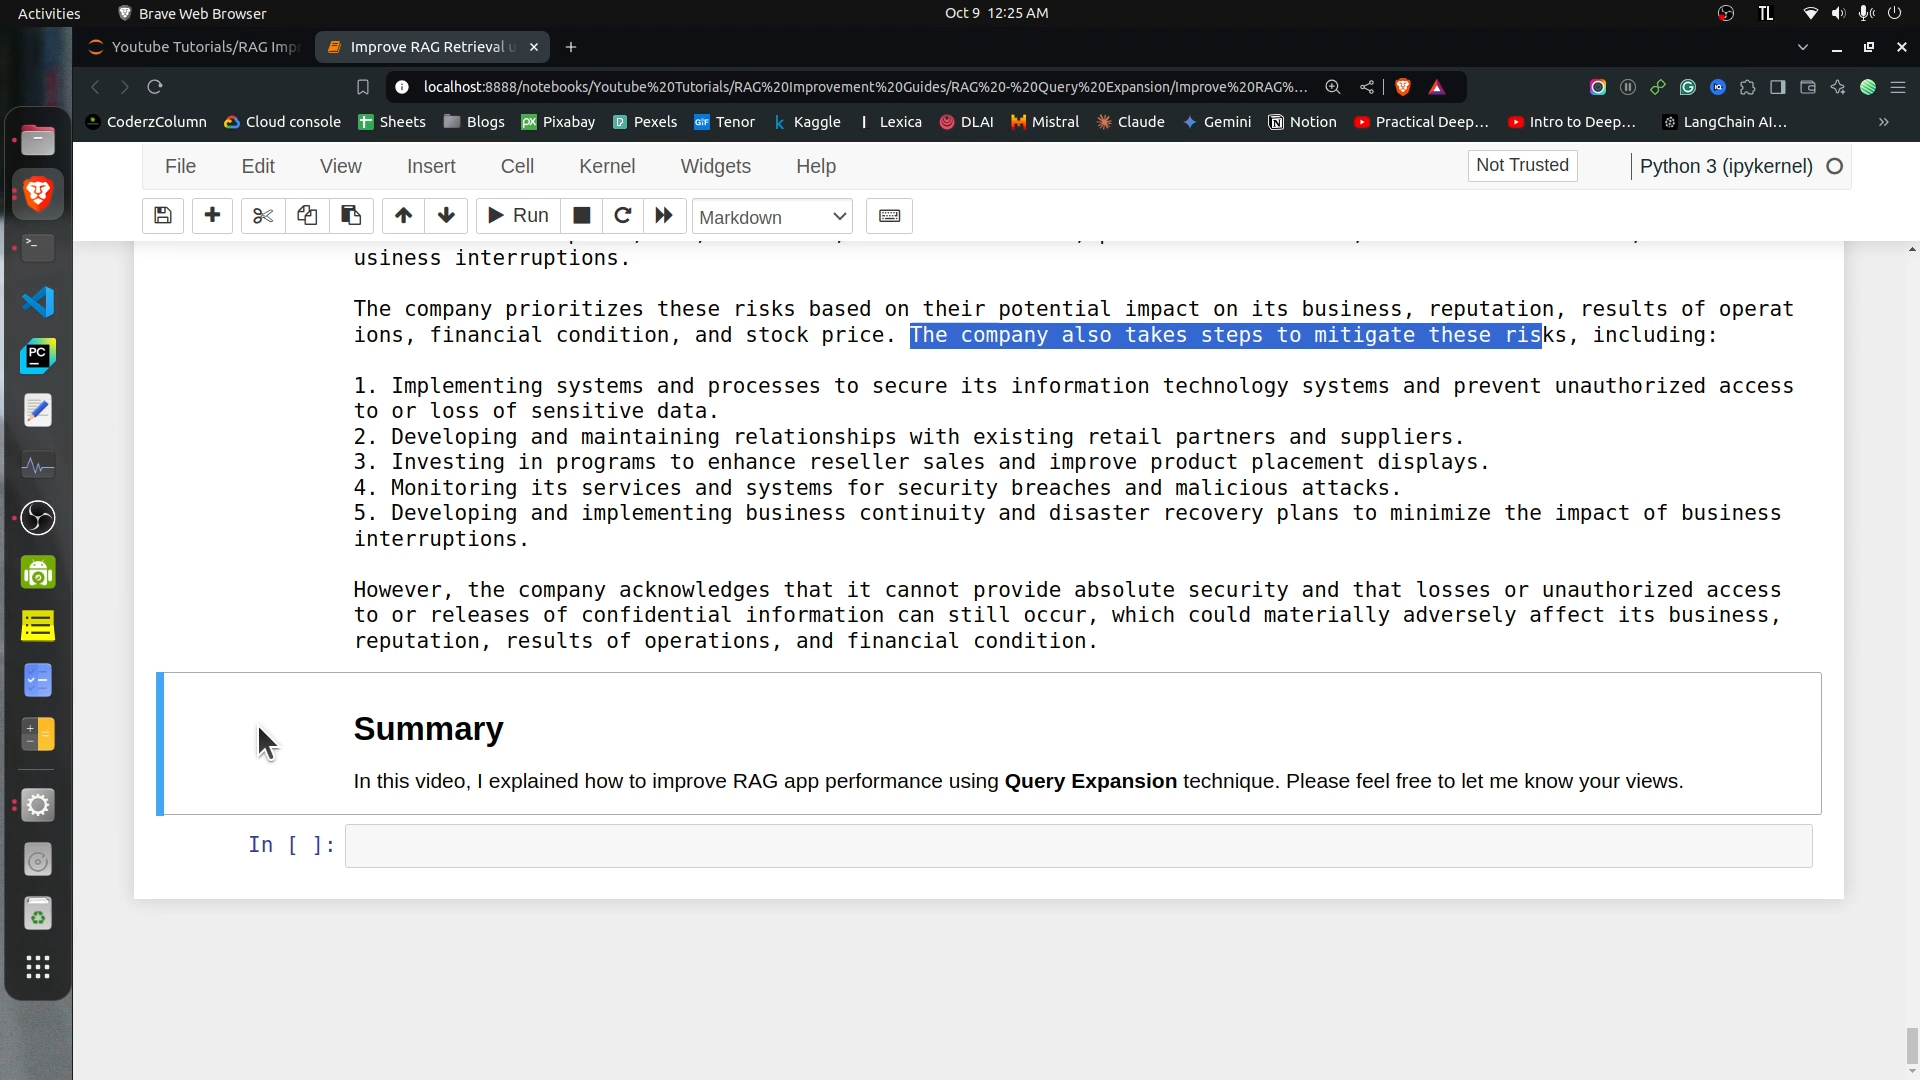 Activities
Brave Web Browser
Oct 9 12:25 AM
TL
Youtube Tutorials/RAG Imp
Improve RAG Retrieval u
localhost:8888/notebooks/Youtube%20Tutorials/RAG%20Improvement%20Guides/RAG%20-%20Query%20Expansion/Improve%20RAG%...
CoderzColumn
Cloud console
Sheets
Blogs
Pixabay
Pexels
Tenor
Kaggle
Lexica
DLAI
Mistral
Claude
Gemini
Notion
Practical Deep...
Intro to Deep...
LangChain AI...
File
Edit
View
Insert
Cell
Kernel
Widgets
Help
Not Trusted
Python 3 (ipykernel)
Run
Markdown
usiness interruptions.
The company prioritizes these risks based on their potential impact on its business, reputation, results of operat
ions, financial condition, and stock price. The company also takes steps to mitigate these risks, including:
1. Implementing systems and processes to secure its information technology systems and prevent unauthorized access
to or loss of sensitive data.
2. Developing and maintaining relationships with existing retail partners and suppliers.
3. Investing in programs to enhance reseller sales and improve product placement displays.
4. Monitoring its services and systems for security breaches and malicious attacks.
5. Developing and implementing business continuity and disaster recovery plans to minimize the impact of business
interruptions.
However, the company acknowledges that it cannot provide absolute security and that losses or unauthorized access
to or releases of confidential information can still occur, which could materially adversely affect its business,
reputation, results of operations, and financial condition.
Summary
In this video, I explained how to improve RAG app performance using Query Expansion technique. Please feel free to let me know your views.
In [ ]: